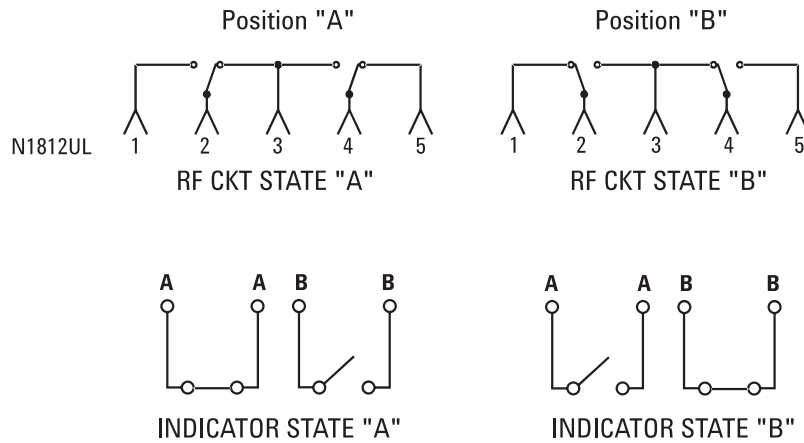 Position "A"
Position "B"
N1812UL 1 2 3 4 5
1 2 3 4 5
RF CKT STATE "A"
RF CKT STATE "B"
A A B B
A A B B
INDICATOR STATE "A"
INDICATOR STATE "B"